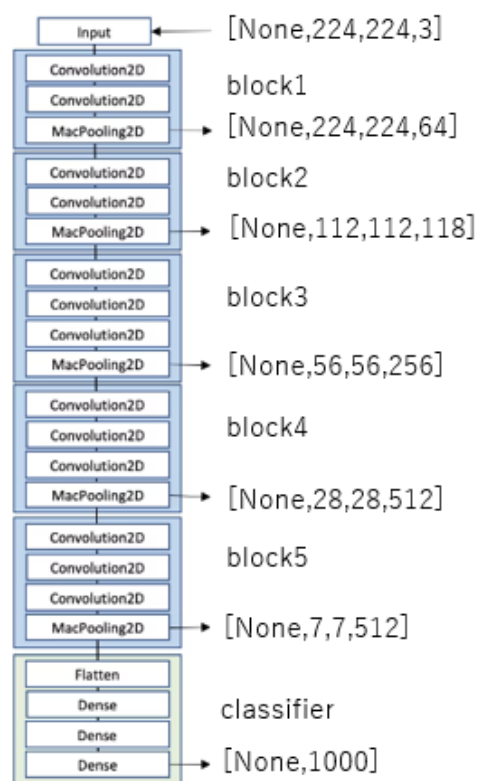 Input
[None,224,224,3]
Convolution2D
block1
Convolution2D
MacPooling2D
[None,224,224,64]
Convolution2D
block2
Convolution2D
MacPooling2D
[None,112,112,118]
Convolution2D
block3
Convolution2D
Convolution2D
MacPooling2D
[None,56,56,256]
Convolution2D
block4
Convolution2D
Convolution2D
MacPooling2D
[None,28,28,512]
Convolution2D
block5
Convolution2D
Convolution2D
MacPooling2D
[None,7,7,512]
Flatten
Dense
classifier
Dense
Dense
[None,1000]